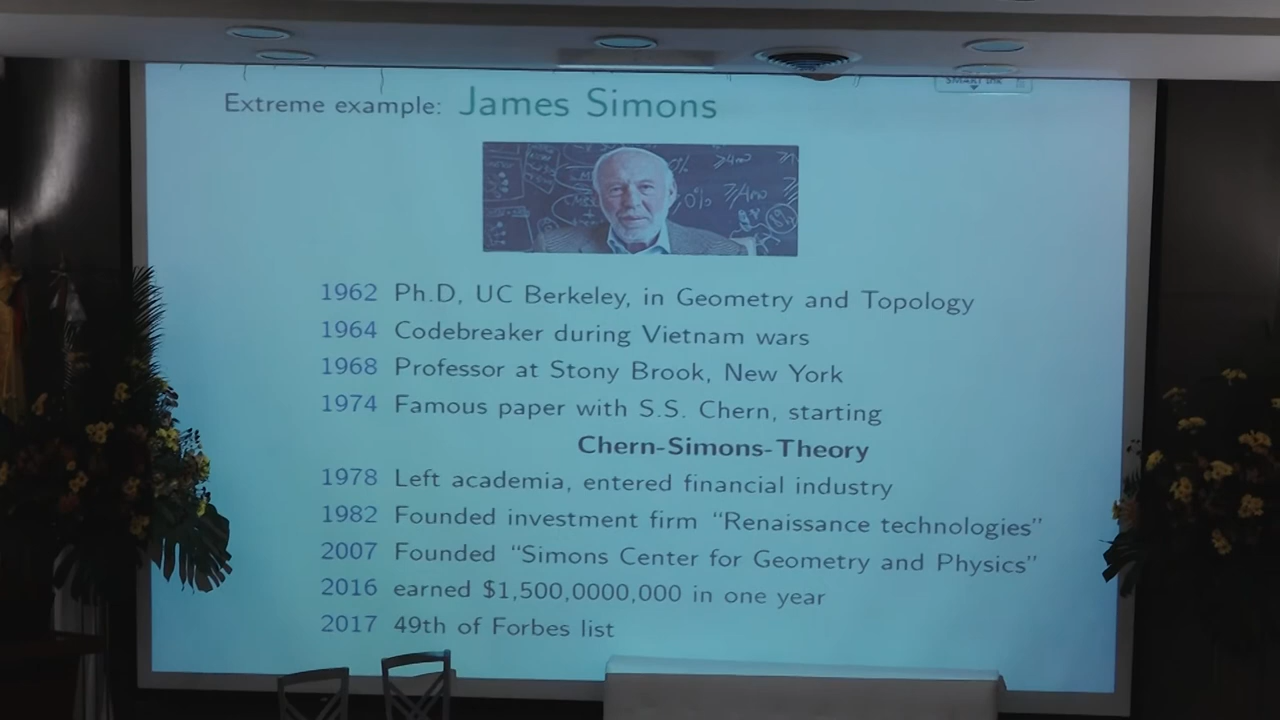 Extreme example: James Simons
1962 Ph.D, UC Berkeley, in Geometry and Topology
1964 Codebreaker during Vietnam wars
1968 Professor at Stony Brook, New York
1974 Famous paper with S.S. Chern, starting
Chern-Simons-Theory
1978 Left academia, entered financial industry
1982 Founded investment firm “Renaissance technologies”
2007 Founded “Simons Center for Geometry and Physics”
2016 earned $1,500,0000,000 in one year
2017 49th of Forbes list